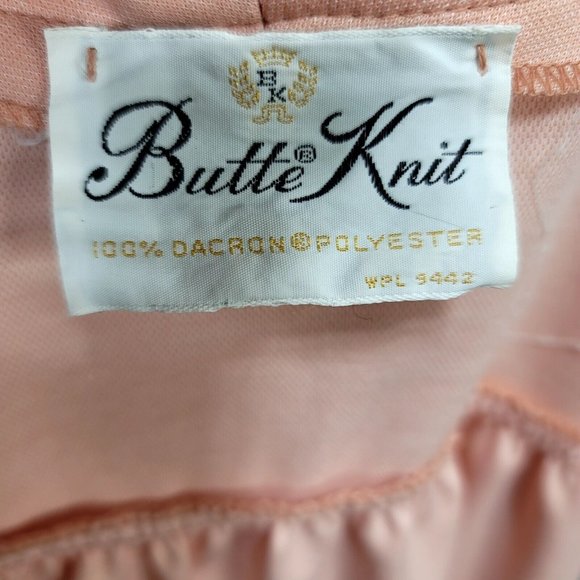 BK
Butte® Knit
100% DACRON® POLYESTER
WPL 9442